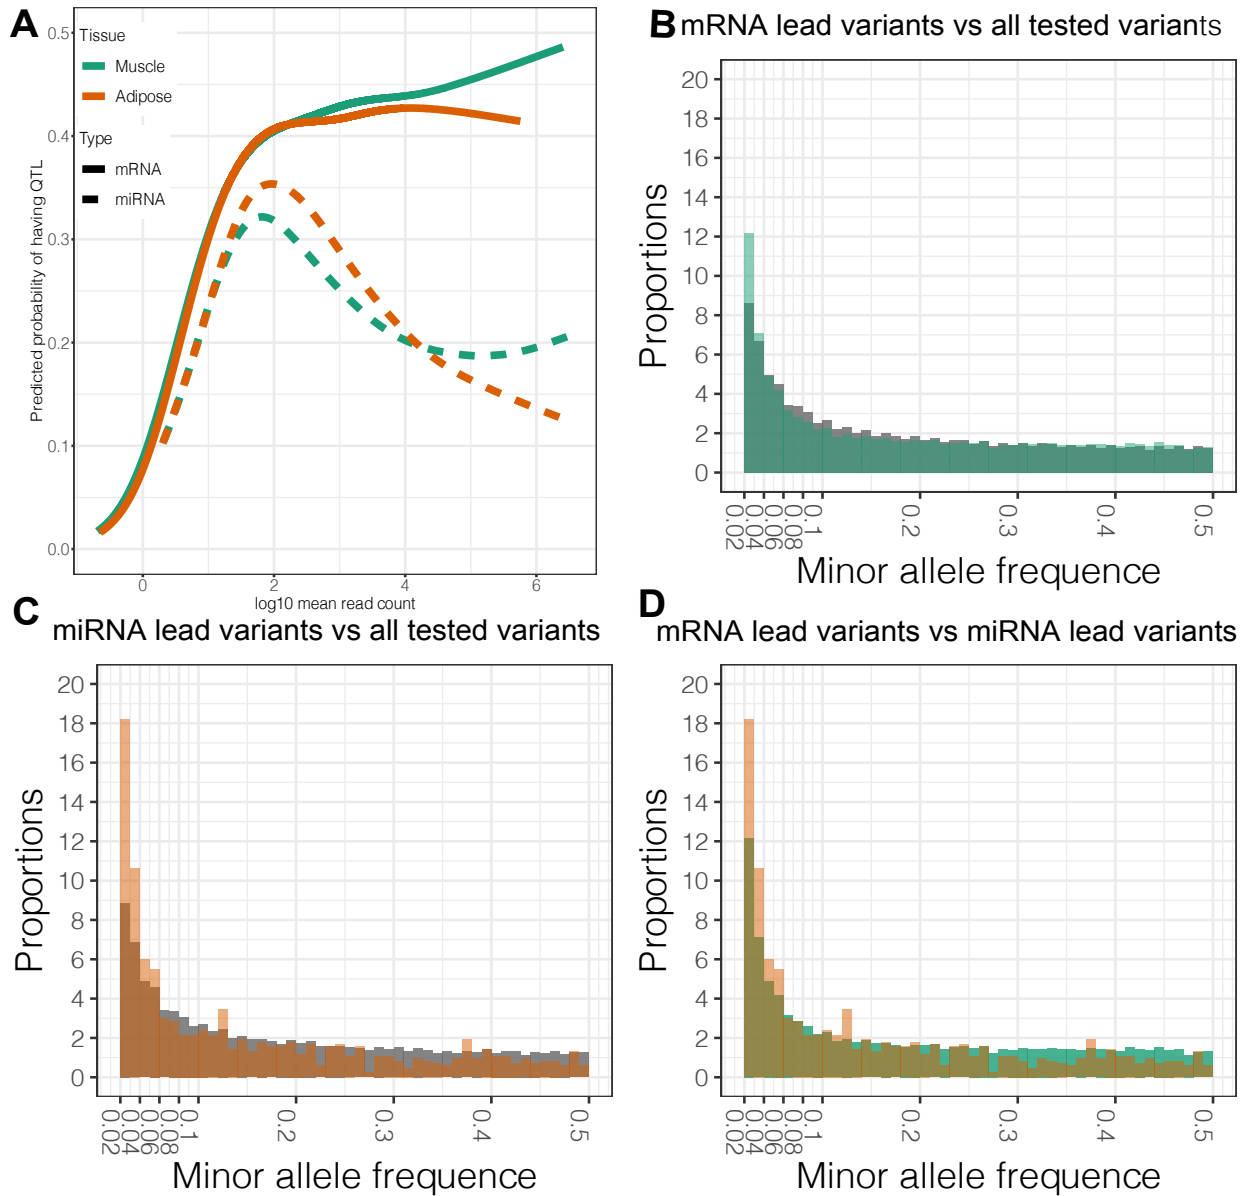 A
Tissue
Muscle
Adipose
Type
mRNA
miRNA
Predicted probability of having QTL
0.5
0.4
0.3
0.2
0.1
0.0
0 2 4 6
log10 mean read count
B mRNA lead variants vs all tested variants
Proportions
20
18
16
14
12
10
8
6
4
2
0
0.02 0.04 0.06 0.08 0.1 0.2 0.3 0.4 0.5
Minor allele frequence
C
miRNA lead variants vs all tested variants
Proportions
20
18
16
14
12
10
8
6
4
2
0
0.02 0.04 0.06 0.08 0.1 0.2 0.3 0.4 0.5
Minor allele frequence
D
mRNA lead variants vs miRNA lead variants
Proportions
20
18
16
14
12
10
8
6
4
2
0
0.02 0.04 0.06 0.08 0.1 0.2 0.3 0.4 0.5
Minor allele frequence